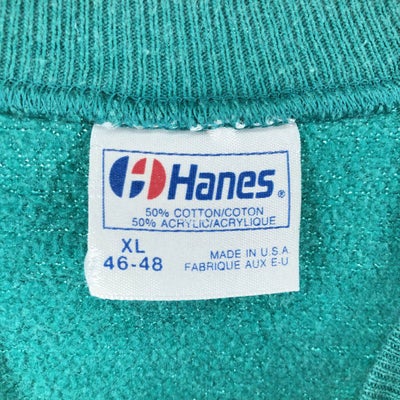 Hanes®
50% COTTON/COTON
50% ACRYLIC/ACRYLIQUE
XL
46-48
MADE IN U.S.A.
FABRIQUE AUX E-U